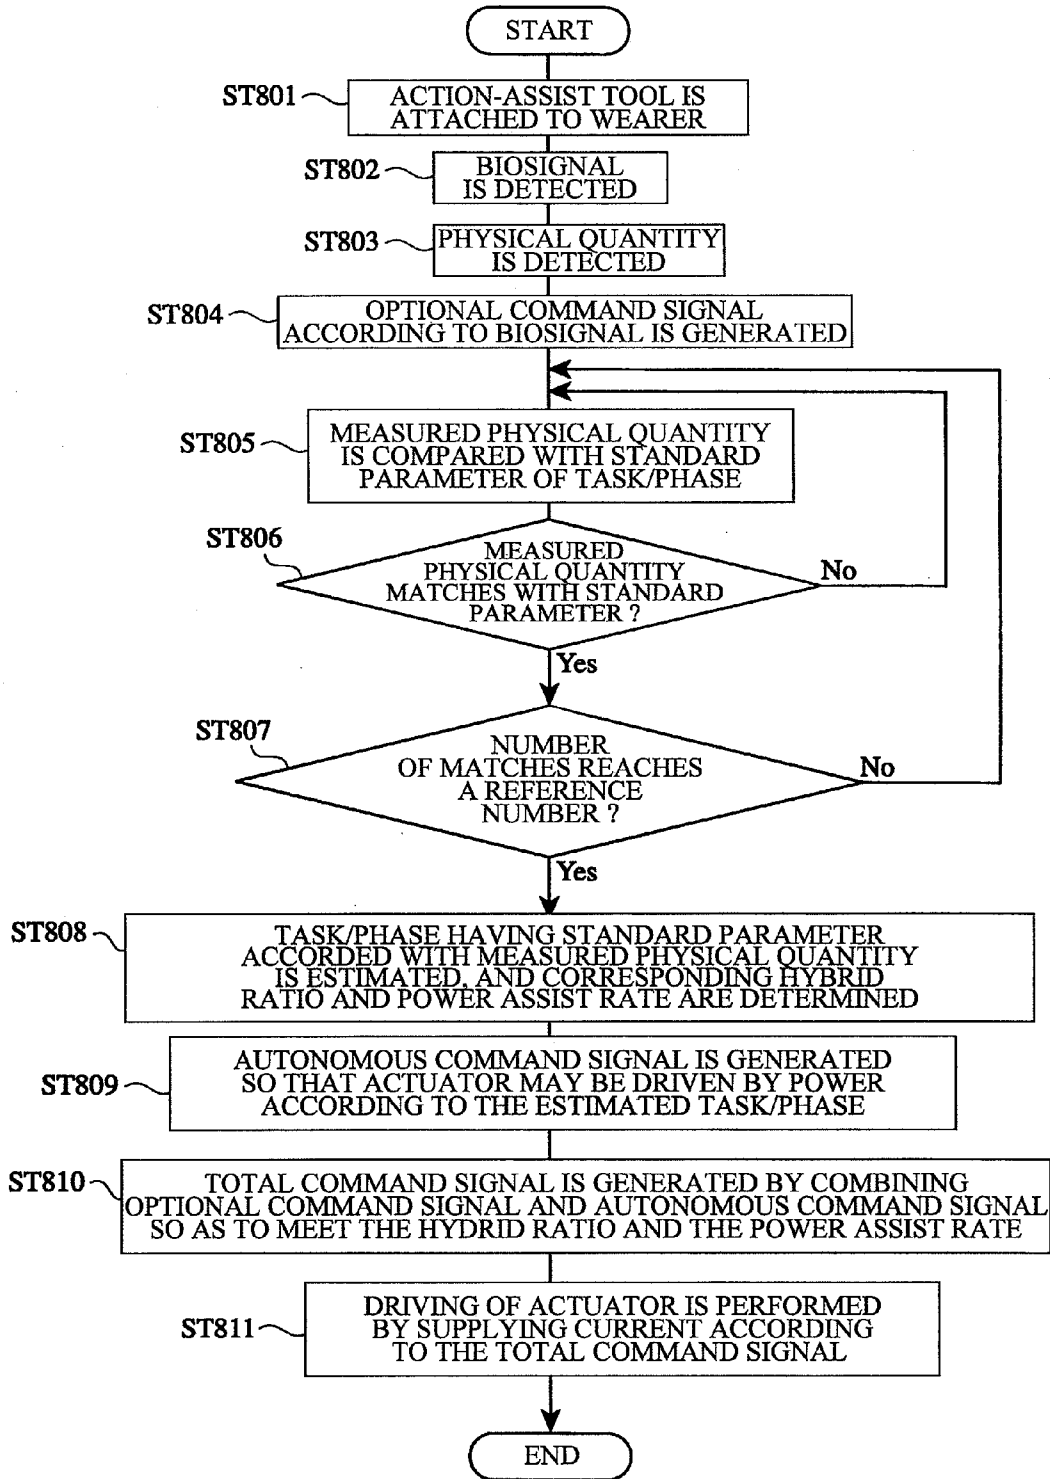 START
ST801
ACTION-ASSIST TOOL IS
ATTACHED TO WEARER
ST802
BIOSIGNAL
IS DETECTED
ST803
PHYSICAL QUANTITY
IS DETECTED
ST804
OPTIONAL COMMAND SIGNAL
ACCORDING TO BIOSIGNAL IS GENERATED
ST805
MEASURED PHYSICAL QUANTITY
IS COMPARED WITH STANDARD
PARAMETER OF TASK/PHASE
ST806
MEASURED
PHYSICAL QUANTITY
MATCHES WITH STANDARD
PARAMETER ?
No
Yes
ST807
NUMBER
OF MATCHES REACHES
A REFERENCE
NUMBER ?
No
Yes
ST808
TASK/PHASE HAVING STANDARD PARAMETER
ACCORDED WITH MEASURED PHYSICAL QUANTITY
IS ESTIMATED, AND CORRESPONDING HYBRID
RATIO AND POWER ASSIST RATE ARE DETERMINED
ST809
AUTONOMOUS COMMAND SIGNAL IS GENERATED
SO THAT ACTUATOR MAY BE DRIVEN BY POWER
ACCORDING TO THE ESTIMATED TASK/PHASE
ST810
TOTAL COMMAND SIGNAL IS GENERATED BY COMBINING
OPTIONAL COMMAND SIGNAL AND AUTONOMOUS COMMAND SIGNAL
SO AS TO MEET THE HYDRID RATIO AND THE POWER ASSIST RATE
ST811
DRIVING OF ACTUATOR IS PERFORMED
BY SUPPLYING CURRENT ACCORDING
TO THE TOTAL COMMAND SIGNAL
END